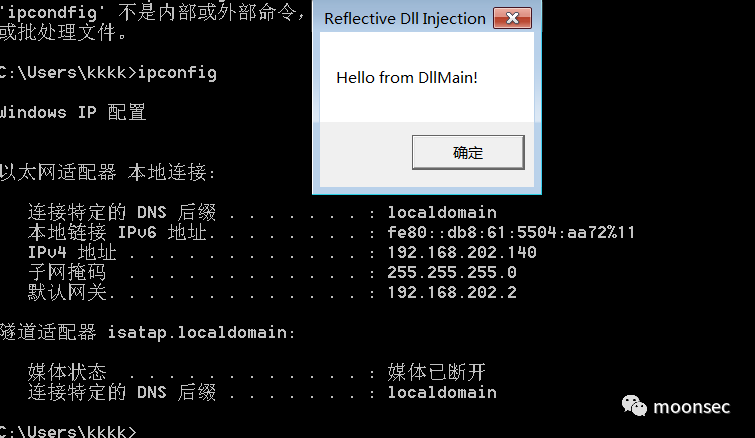 'ipcondfig' 不是内部或外部命令,
或批处理文件。
C:\Users\kkkk>ipconfig
Windows IP 配置
以太网适配器 本地连接:
连接特定的 DNS 后缀 . . . . . . . : localdomain
本地链接 IPv6 地址. . . . . . . . : fe80::db8:61:5504:aa72%11
IPv4 地址 . . . . . . . . . . . . : 192.168.202.140
子网掩码 . . . . . . . . . . . . : 255.255.255.0
默认网关. . . . . . . . . . . . . : 192.168.202.2
隧道适配器 isatap.localdomain:
媒体状态 . . . . . . . . . . . . : 媒体已断开
连接特定的 DNS 后缀 . . . . . . . : localdomain
C:\Users\kkkk>
Reflective Dll Injection
Hello from DllMain!
确定
moonsec